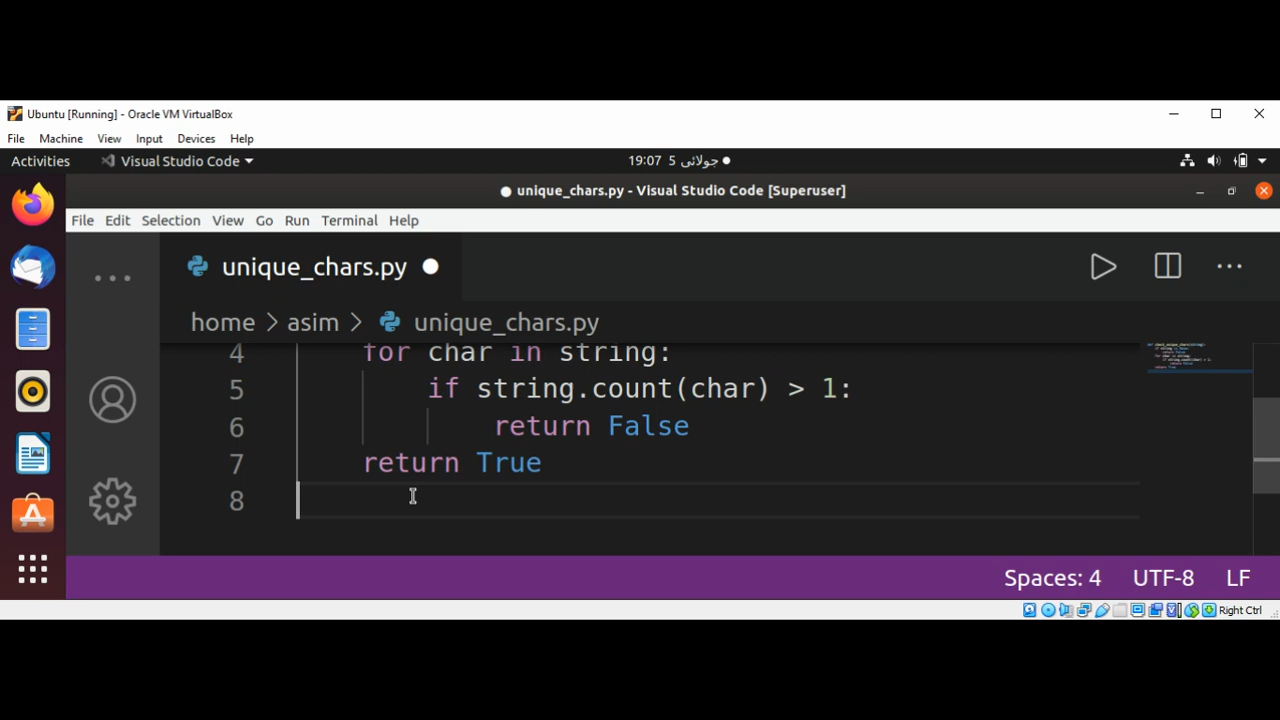 Ubuntu [Running] - Oracle VM VirtualBox
File Machine View Input Devices Help
Activities Visual Studio Code 19:07 5 جولائی
● unique_chars.py - Visual Studio Code [Superuser]
File Edit Selection View Go Run Terminal Help
unique_chars.py
home > asim > unique_chars.py
4 for char in string:
5 if string.count(char) > 1:
6 return False
7 return True
8
Spaces: 4 UTF-8 LF
Right Ctrl